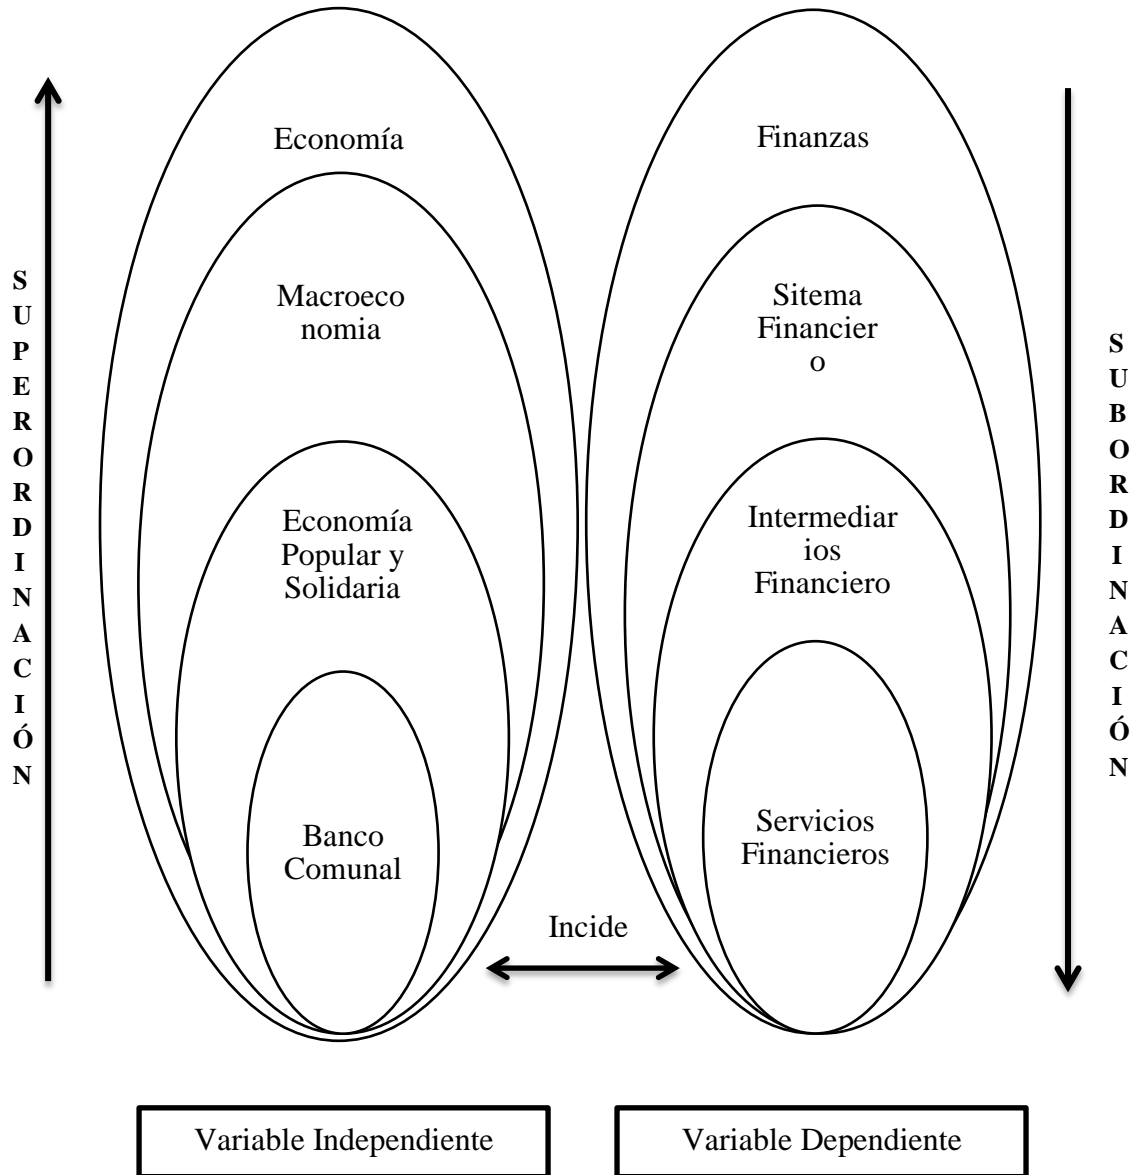 Economía
Macroeco
nomia
Economía
Popular y
Solidaria
Banco
Comunal
Finanzas
Sitema
Financier
o
Intermediar
ios
Financiero
Servicios
Financieros
Incide
S
U
P
E
R
O
R
D
I
N
A
C
I
Ó
N
S
U
B
O
R
D
I
N
A
C
I
Ó
N
Variable Independiente
Variable Dependiente